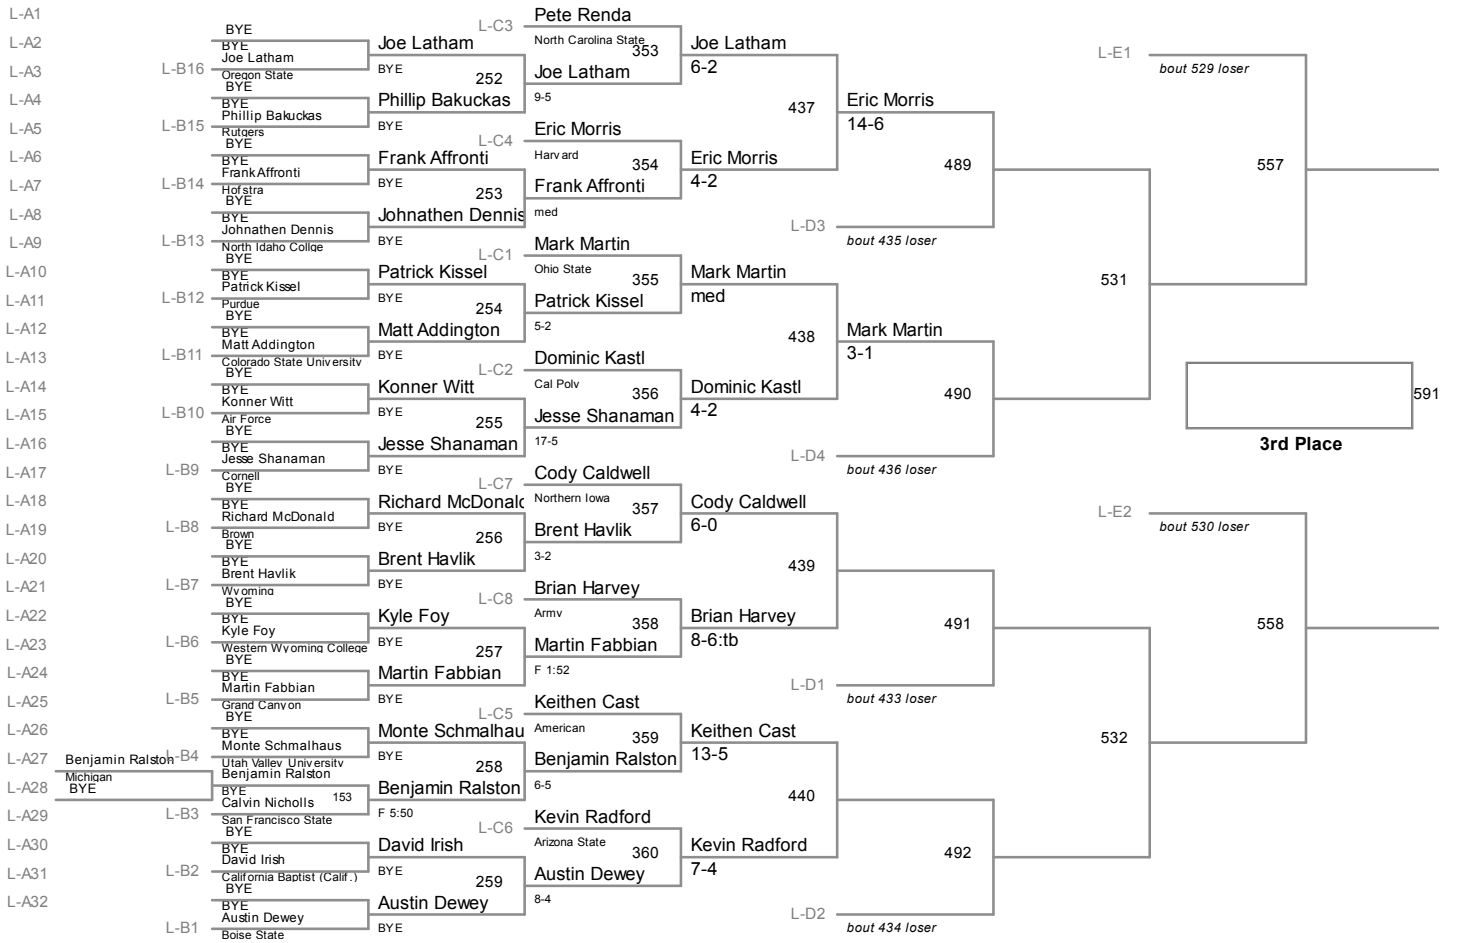 L-A1
L-A2
L-A3
L-A4
L-A5
L-A6
L-A7
L-A8
L-A9
L-A10
L-A11
L-A12
L-A13
L-A14
L-A15
L-A16
L-A17
L-A18
L-A19
L-A20
L-A21
L-A22
L-A23
L-A24
L-A25
L-A26
L-A27
L-A28
L-A29
L-A30
L-A31
L-A32
Benjamin Ralston
Michigan
BYE
L-B16
L-B15
L-B14
L-B13
L-B12
L-B11
L-B10
L-B9
L-B8
L-B7
L-B6
L-B5
L-B4
L-B3
L-B2
L-B1
BYE
BYE
Joe Latham
Oregon State
BYE
BYE
Phillip Bakuckas
Rutgers
BYE
BYE
Frank Affronti
Hofstra
BYE
BYE
Johnathen Dennis
North Idaho Collge
BYE
BYE
Patrick Kissel
Purdue
BYE
BYE
Matt Addington
Colorado State University
BYE
BYE
Konner Witt
Air Force
BYE
BYE
Jesse Shanaman
Cornell
BYE
BYE
Richard McDonald
Brown
BYE
BYE
Brent Havlik
Wyoming
BYE
BYE
Kyle Foy
Western Wyoming College
BYE
BYE
Martin Fabbian
Grand Canyon
BYE
BYE
Monte Schmalhaus
Utah Valley University
Benjamin Ralston
BYE
Calvin Nicholls
153
San Francisco State
BYE
BYE
David Irish
California Baptist (Calif.)
BYE
BYE
Austin Dewey
Boise State
Joe Latham
BYE
252
Phillip Bakuckas
BYE
Frank Affronti
BYE
253
Johnathen Dennis
BYE
Patrick Kissel
BYE
254
Matt Addington
BYE
Konner Witt
BYE
255
Jesse Shanaman
BYE
Richard McDonald
BYE
256
Brent Havlik
BYE
Kyle Foy
BYE
257
Martin Fabbian
BYE
Monte Schmalhau
BYE
258
Benjamin Ralston
F 5:50
David Irish
BYE
259
Austin Dewey
BYE
L-C3
Pete Renda
North Carolina State
353
Joe Latham
9-5
L-C4
Eric Morris
Harvard
354
Frank Affronti
med
L-C1
Mark Martin
Ohio State
355
Patrick Kissel
5-2
L-C2
Dominic Kastl
Cal Poly
356
Jesse Shanaman
17-5
L-C7
Cody Caldwell
Northern Iowa
357
Brent Havlik
3-2
L-C8
Brian Harvey
Army
358
Martin Fabbian
F 1:52
L-C5
Keithen Cast
American
359
Benjamin Ralston
6-5
L-C6
Kevin Radford
Arizona State
360
Austin Dewey
8-4
Joe Latham
6-2
437
Eric Morris
4-2
L-D3
bout 435 loser
Mark Martin
med
438
Dominic Kastl
4-2
L-D4
bout 436 loser
Cody Caldwell
6-0
439
Brian Harvey
8-6:tb
L-D1
bout 433 loser
Keithen Cast
13-5
440
Kevin Radford
7-4
L-D2
bout 434 loser
Eric Morris
14-6
489
Mark Martin
3-1
490
491
492
531
532
L-E1
bout 529 loser
557
L-E2
bout 530 loser
558
591
3rd Place